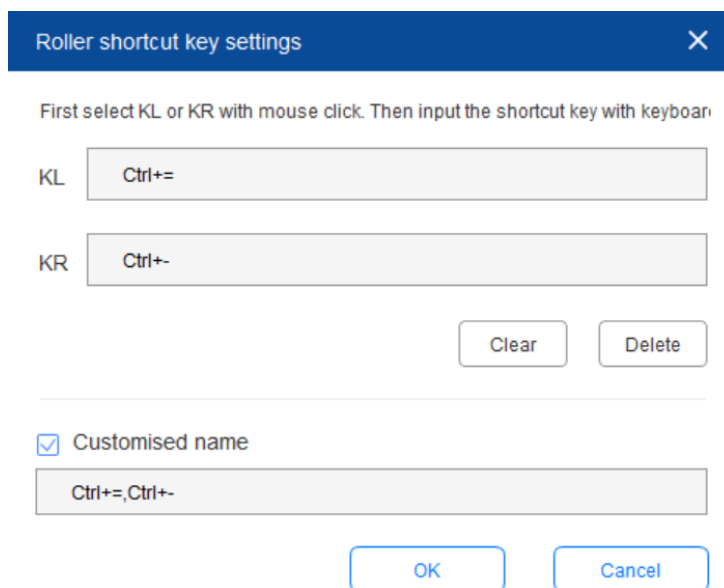 Roller shortcut key settings
First select KL or KR with mouse click. Then input the shortcut key with
KL Ctrl+=
KR Ctrl+-
Clear Delete
Customised name
Ctrl+=,Ctrl+-
OK Cancel